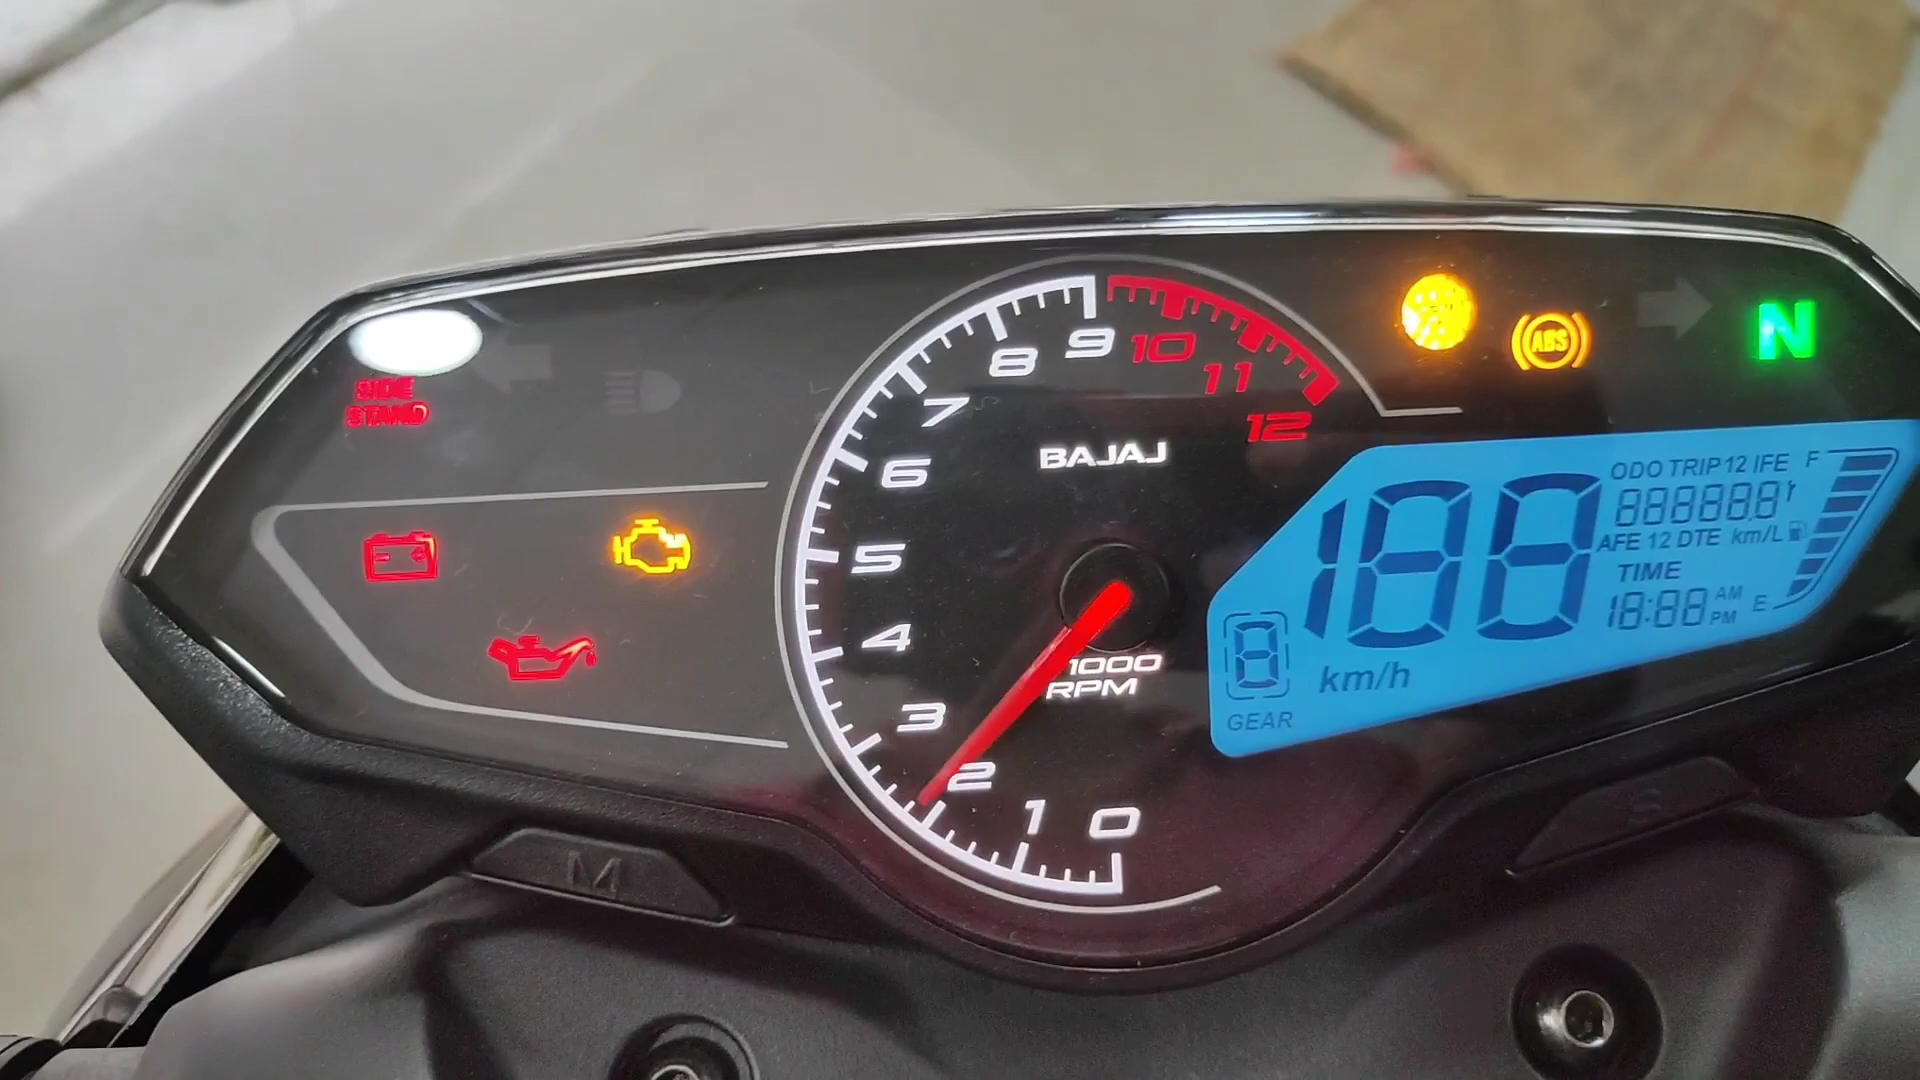 SIDE
STAND
9
8
10
7
11
12
6
BAJAJ
5
4
1000
RPM
3
2
1
0
ABS
N
ODO TRIP 12 IFE F
888888
AFE 12 DTE km/L
188
TIME
18:88 AM
PM
E
8
km/h
GEAR
M
S